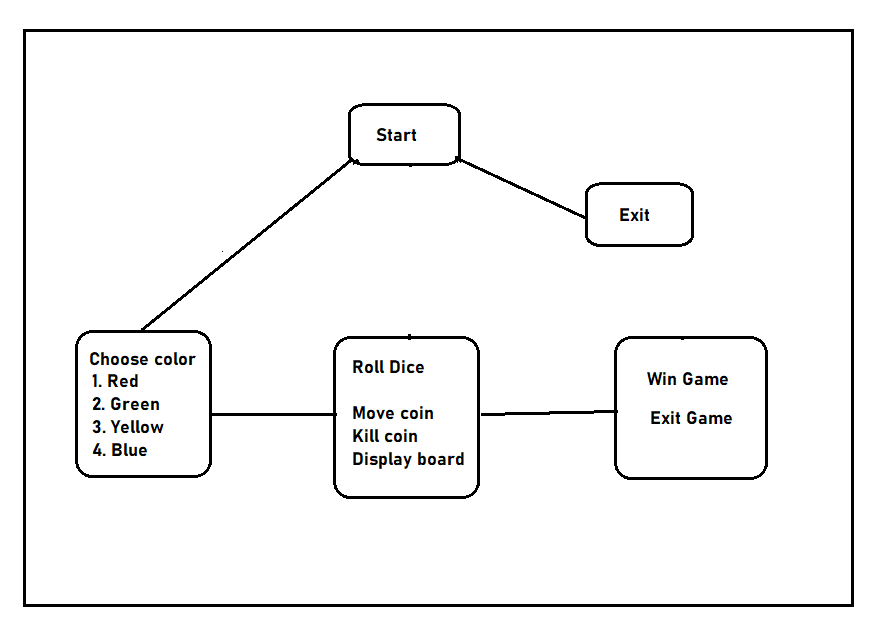 Start
Exit
Choose color
1. Red
2. Green
3. Yellow
4. Blue
Roll Dice
Move coin
Kill coin
Display board
Win Game
Exit Game